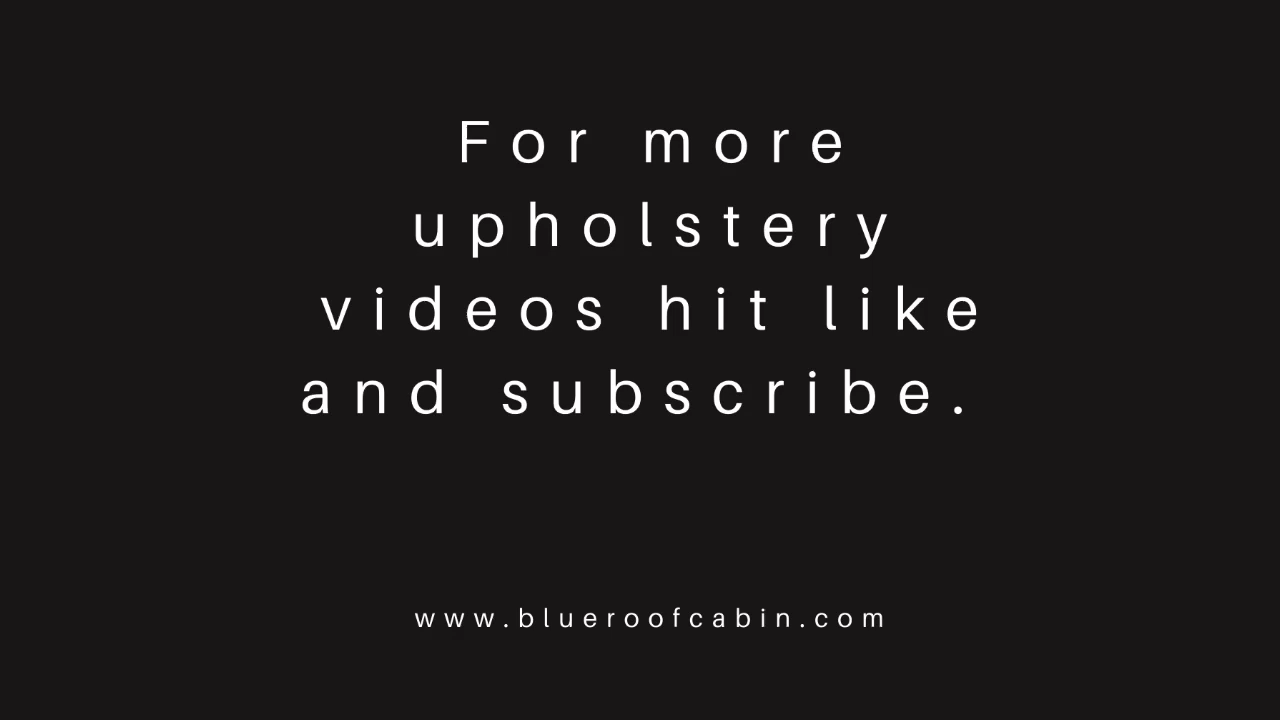 For more
upholstery
videos hit like
and subscribe.
www.blueroofcabin.com